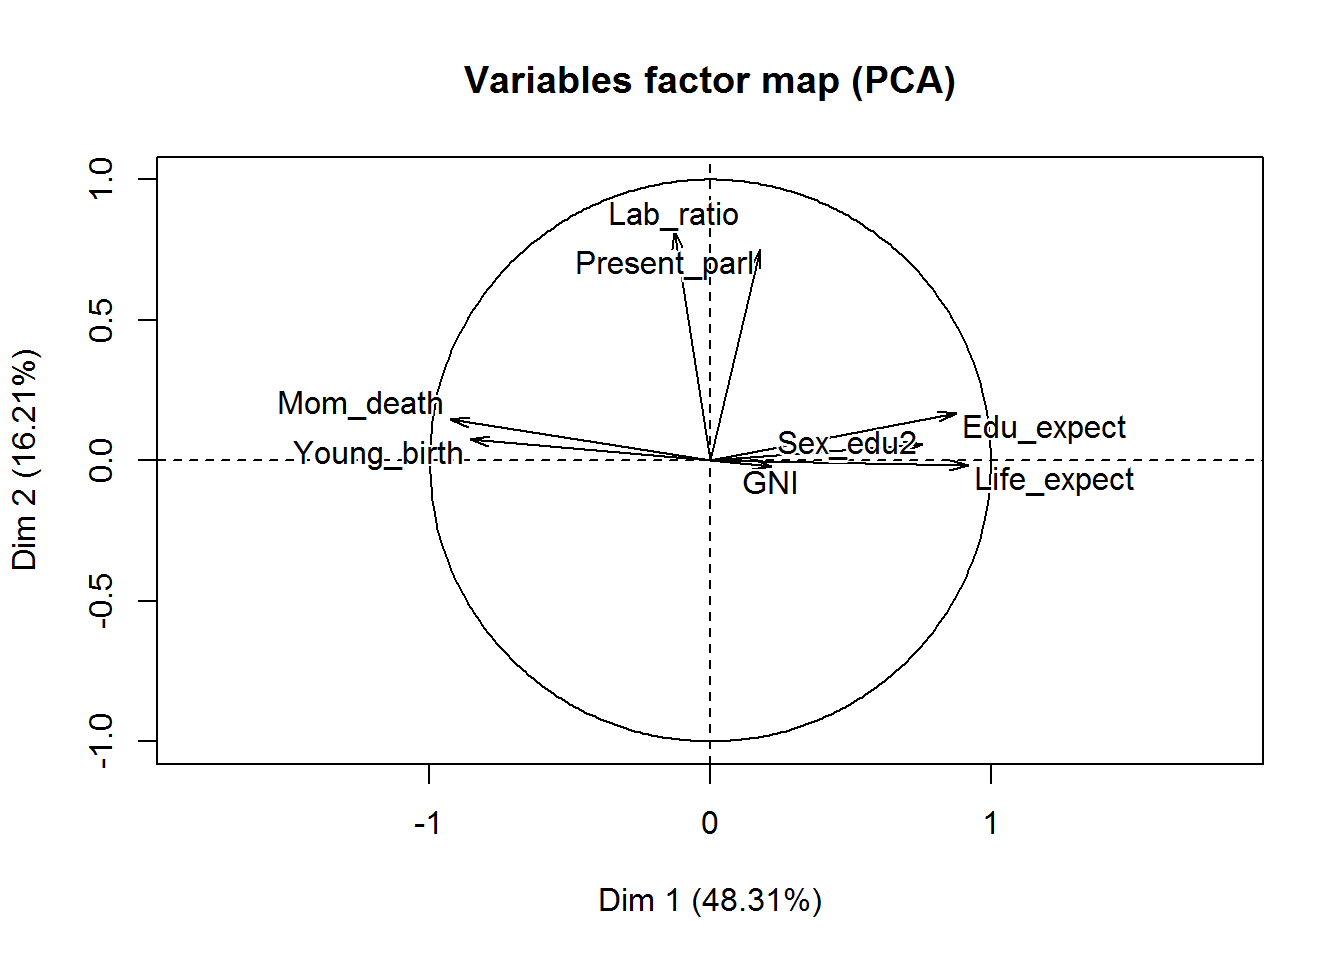 Variables factor map (PCA)
1.0
0.5
0.0
-0.5
-1.0
Dim 2 (16.21%)
Lab_ratio
Present_parl
Mom_death
Young_birth
Edu_expect
Sex_edu2
Life_expect
GNI
-1
0
1
Dim 1 (48.31%)